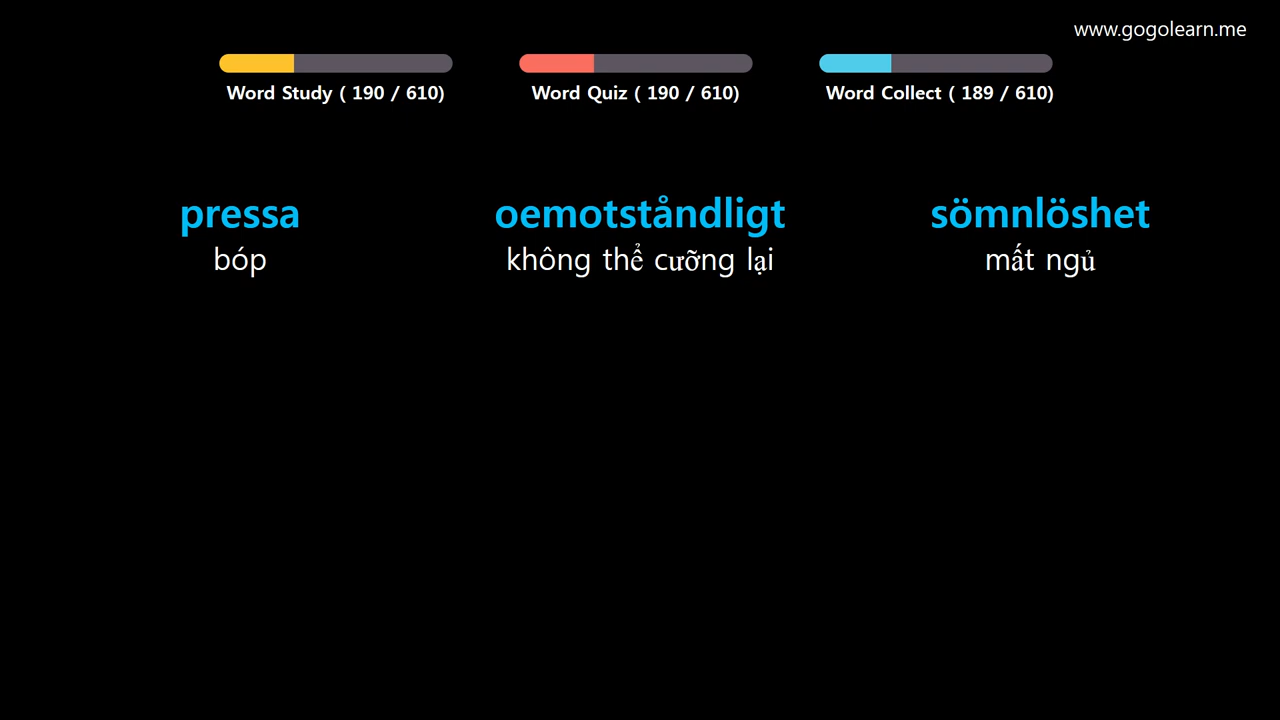 www.gogolearn.me
Word Study ( 190 / 610)
Word Quiz ( 190 / 610)
Word Collect ( 189 / 610)
pressa
bóp
oemotståndligt
không thể cưỡng lại
sömnlöshet
mất ngủ